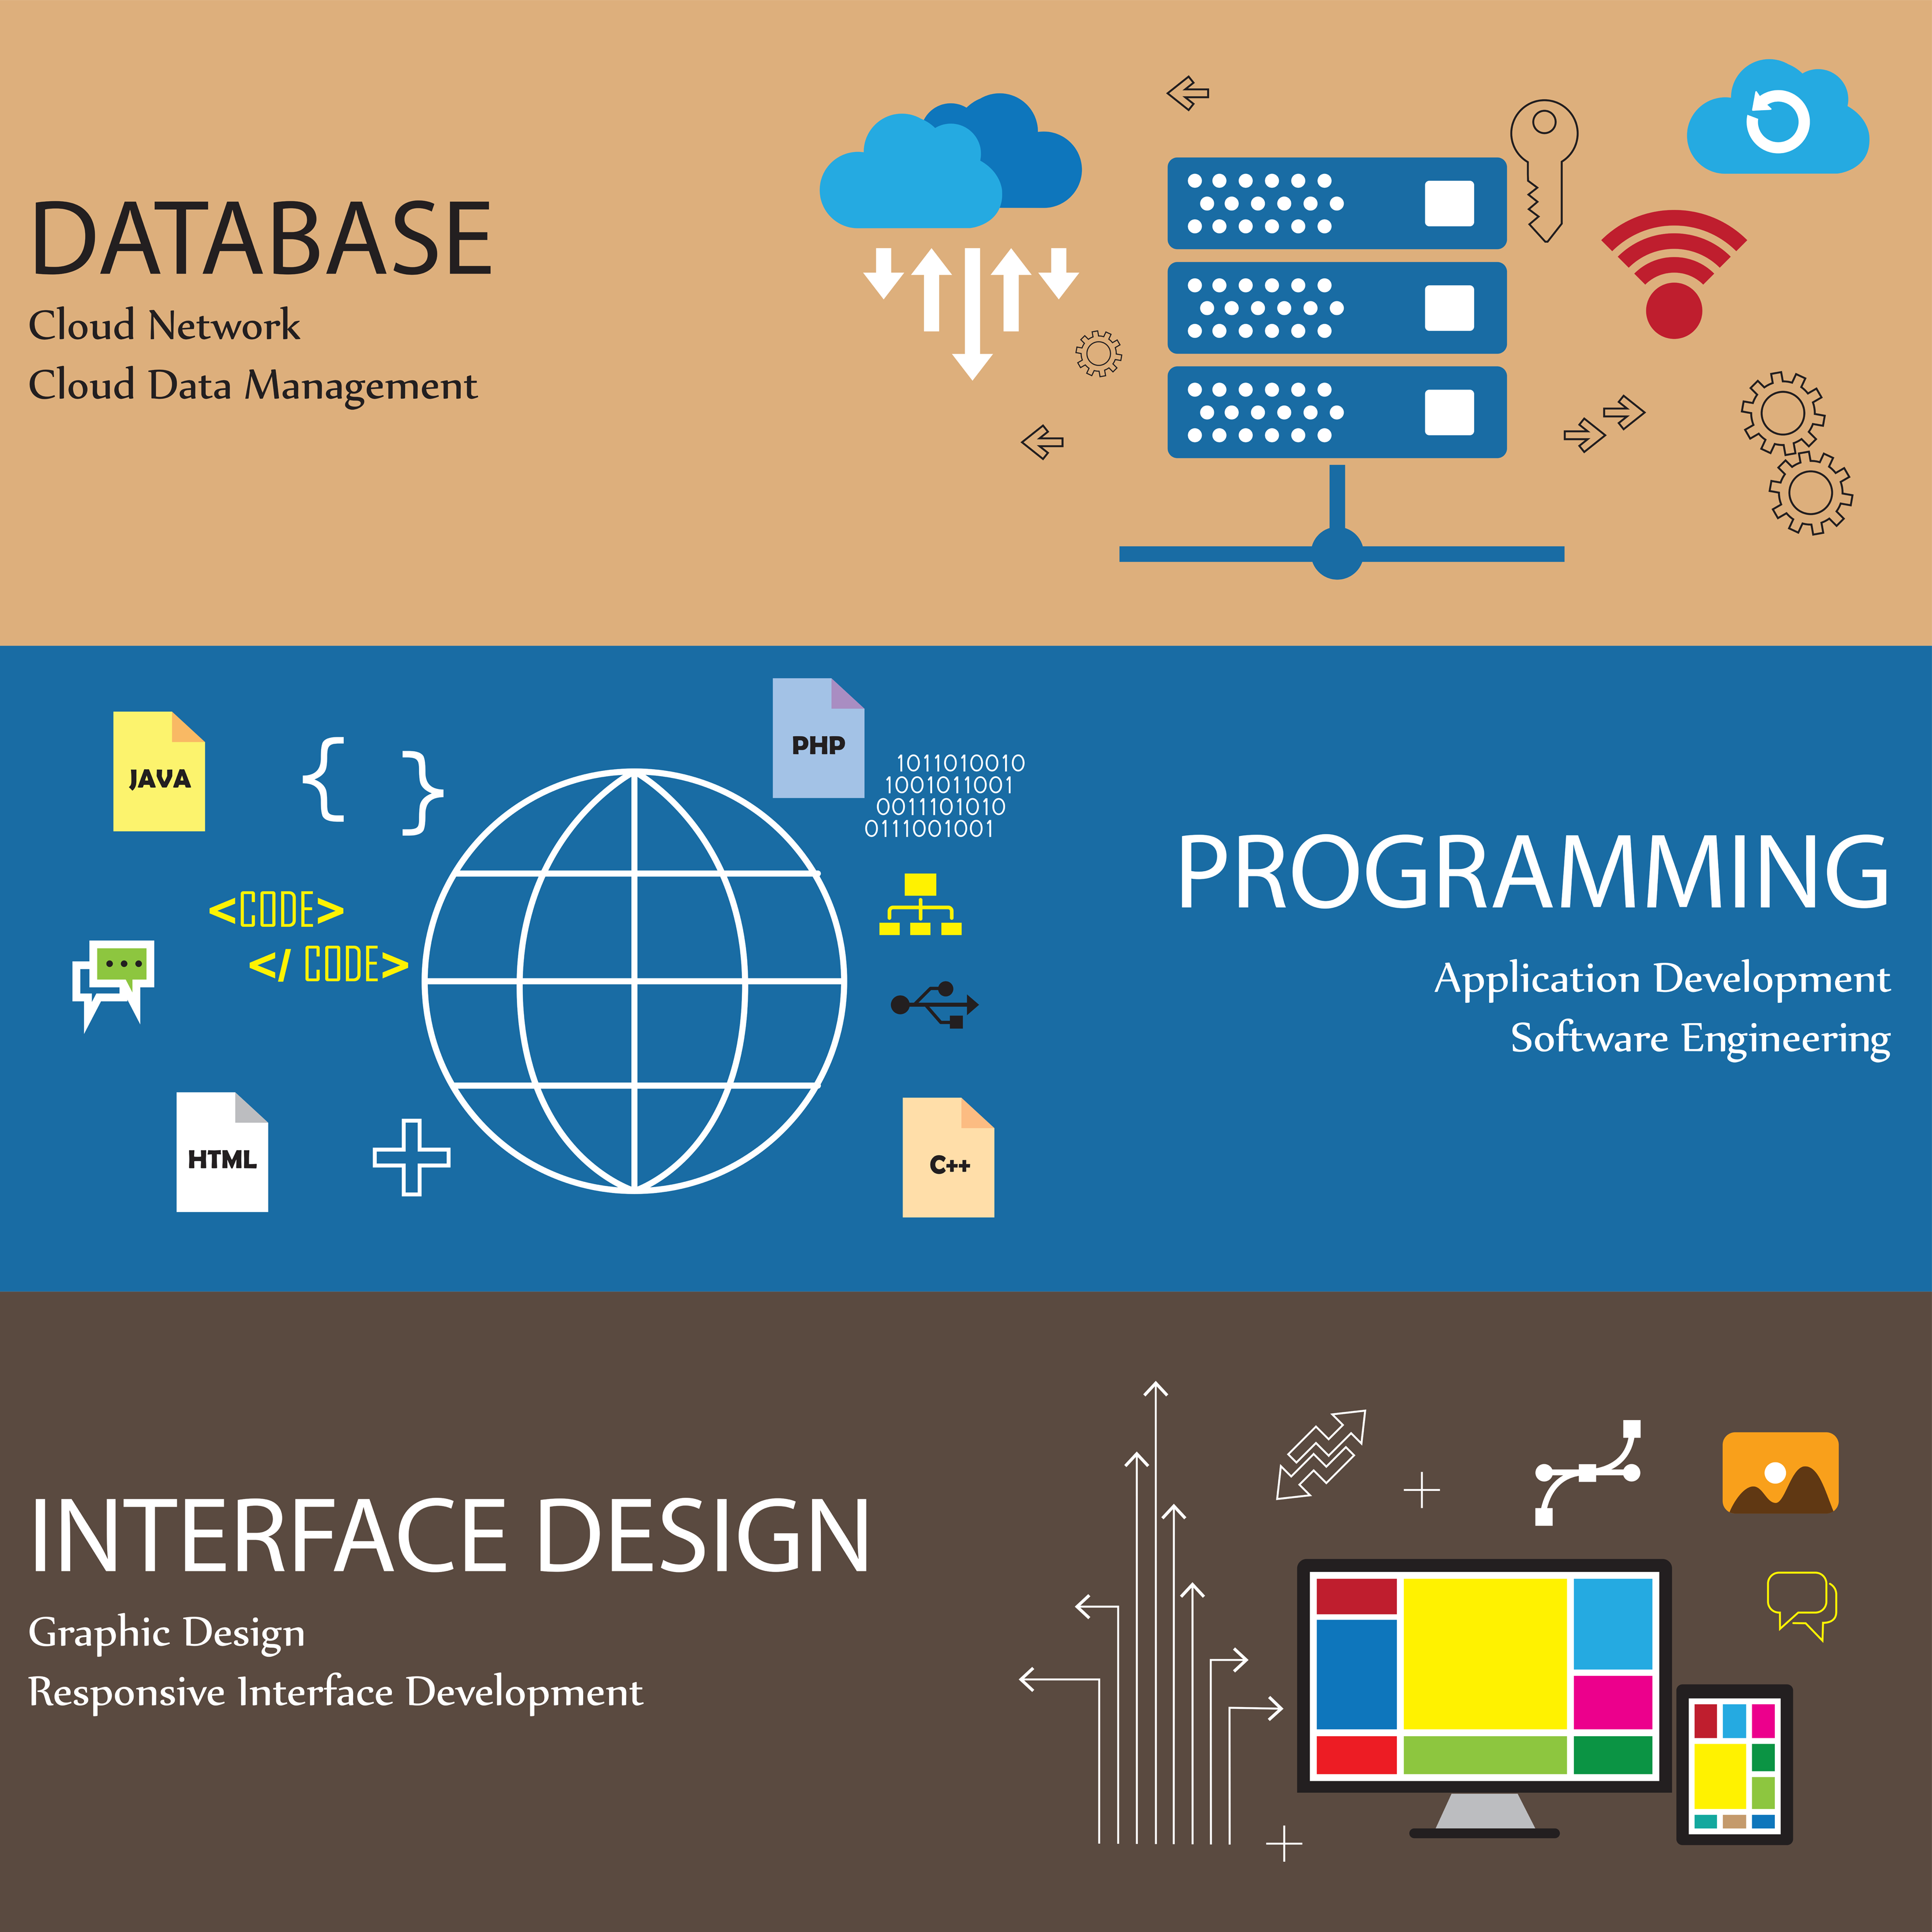 DATABASE
Cloud Network
Cloud Data Management
JAVA
{ }
PHP
1011010010
1001011001
0011101010
0111001001
<CODE>
</ CODE>
HTML
C++
PROGRAMMING
Application Development
Software Engineering
INTERFACE DESIGN
Graphic Design
Responsive Interface Development